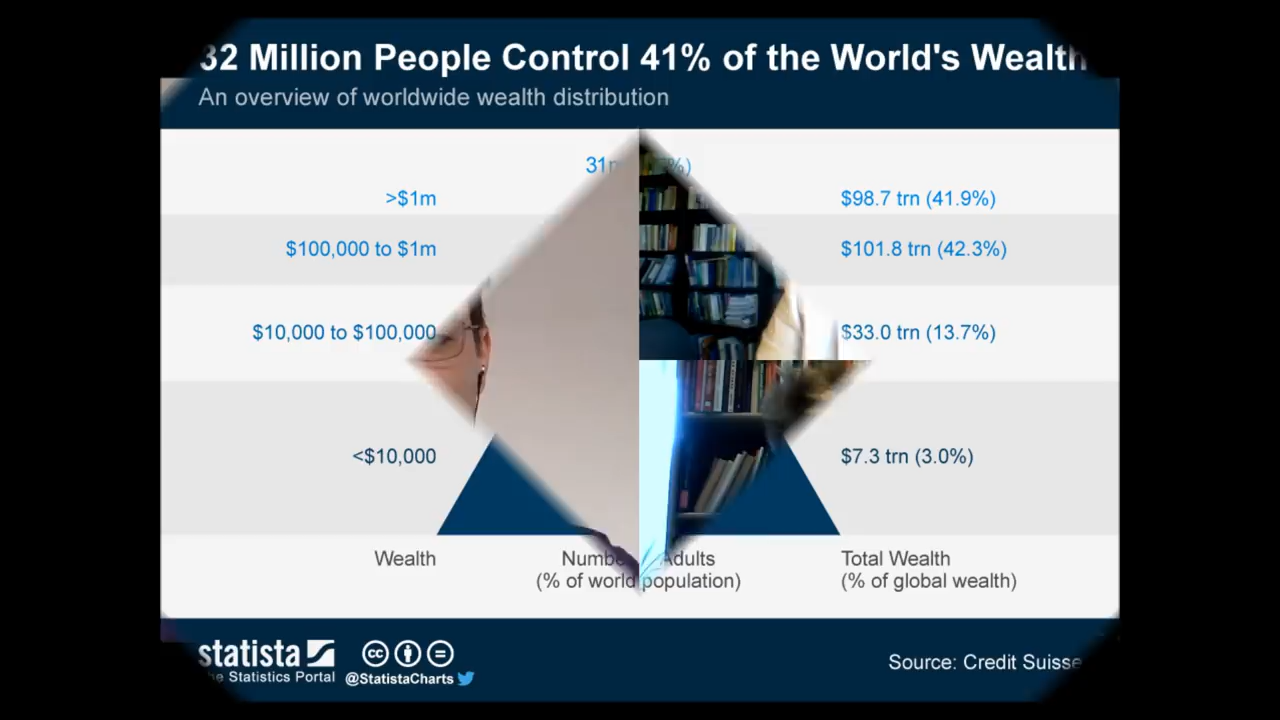 32 Million People Control 41% of the World's Wealth
An overview of worldwide wealth distribution
>$1m
$98.7 trn (41.9%)
$100,000 to $1m
$101.8 trn (42.3%)
$10,000 to $100,000
$33.0 trn (13.7%)
<$10,000
$7.3 trn (3.0%)
Wealth
Adults
Total Wealth
(% of world population)
(% of global wealth)
statista
Statistics Portal
@StatistaCharts
Source: Credit Suisse